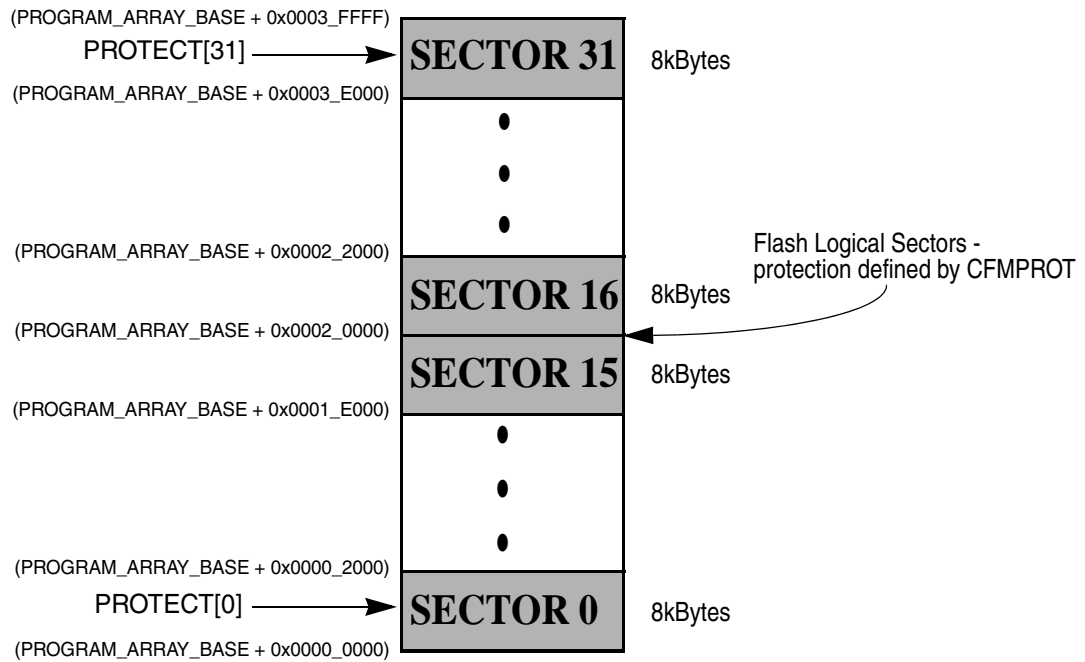 (PROGRAM_ARRAY_BASE + 0x0003_FFFF)
PROTECT[31]
SECTOR 31
8kBytes
(PROGRAM_ARRAY_BASE + 0x0003_E000)
(PROGRAM_ARRAY_BASE + 0x0002_2000)
Flash Logical Sectors -
protection defined by CFMPROT
SECTOR 16
8kBytes
(PROGRAM_ARRAY_BASE + 0x0002_0000)
SECTOR 15
8kBytes
(PROGRAM_ARRAY_BASE + 0x0001_E000)
(PROGRAM_ARRAY_BASE + 0x0000_2000)
PROTECT[0]
SECTOR 0
8kBytes
(PROGRAM_ARRAY_BASE + 0x0000_0000)